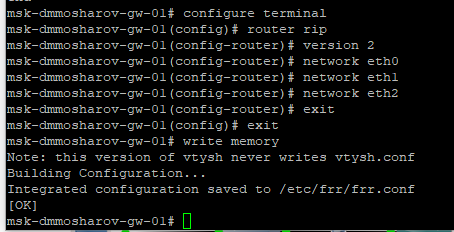 msk-dmmosharov-gw-01# configure terminal
msk-dmmosharov-gw-01(config)# router rip
msk-dmmosharov-gw-01(config-router)# version 2
msk-dmmosharov-gw-01(config-router)# network eth0
msk-dmmosharov-gw-01(config-router)# network eth1
msk-dmmosharov-gw-01(config-router)# network eth2
msk-dmmosharov-gw-01(config-router)# exit
msk-dmmosharov-gw-01(config)# exit
msk-dmmosharov-gw-01# write memory
Note: this version of vtysh never writes vtysh.conf
Building Configuration...
Integrated configuration saved to /etc/frr/frr.conf
[OK]
msk-dmmosharov-gw-01#